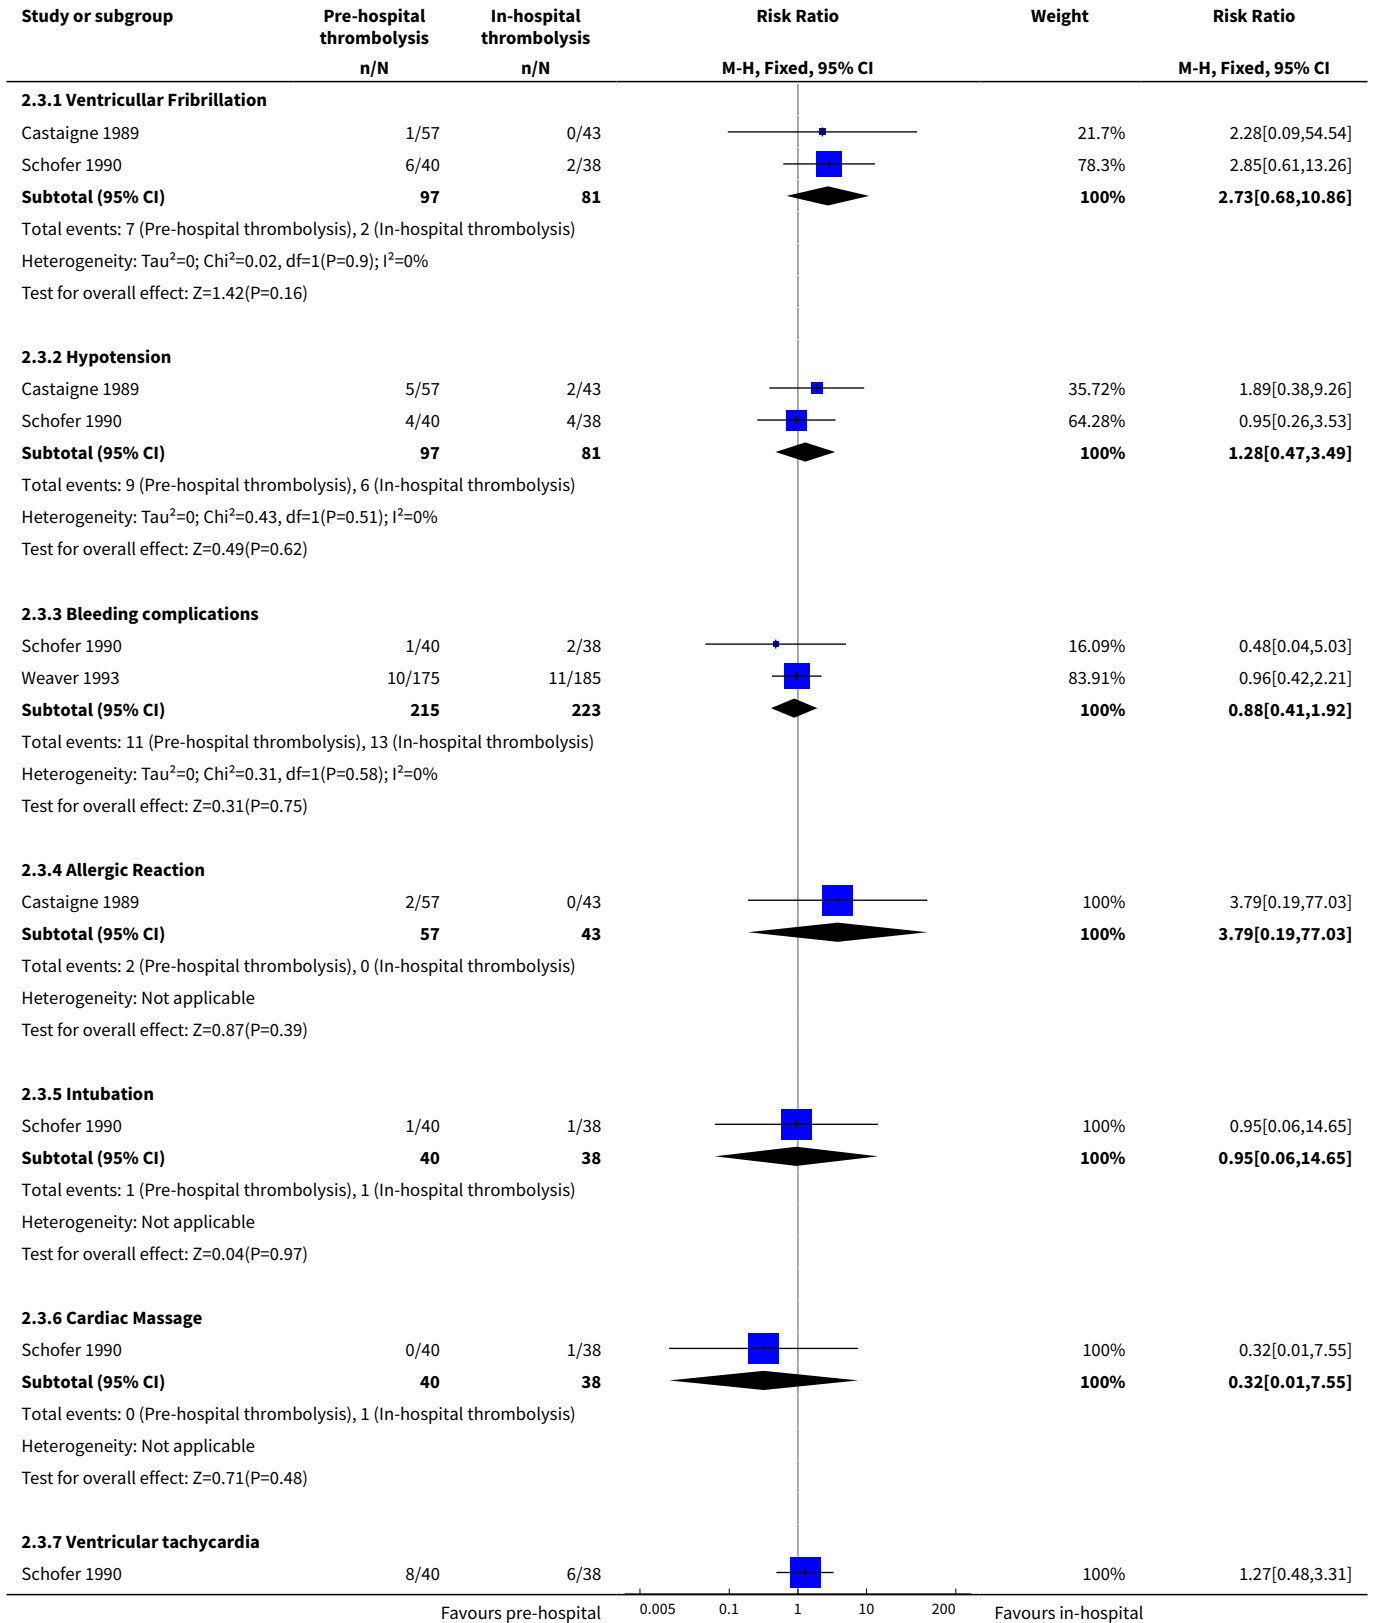 Study or subgroup Pre-hospital thrombolysis In-hospital thrombolysis Risk Ratio Weight Risk Ratio
n/N n/N M-H, Fixed, 95% CI M-H, Fixed, 95% CI
2.3.1 Ventricullar Fribrillation
Castaigne 1989 1/57 0/43 21.7% 2.28[0.09,54.54]
Schofer 1990 6/40 2/38 78.3% 2.85[0.61,13.26]
Subtotal (95% CI) 97 81 100% 2.73[0.68,10.86]
Total events: 7 (Pre-hospital thrombolysis), 2 (In-hospital thrombolysis)
Heterogeneity: Tau²=0; Chi²=0.02, df=1(P=0.9); I²=0%
Test for overall effect: Z=1.42(P=0.16)
2.3.2 Hypotension
Castaigne 1989 5/57 2/43 35.72% 1.89[0.38,9.26]
Schofer 1990 4/40 4/38 64.28% 0.95[0.26,3.53]
Subtotal (95% CI) 97 81 100% 1.28[0.47,3.49]
Total events: 9 (Pre-hospital thrombolysis), 6 (In-hospital thrombolysis)
Heterogeneity: Tau²=0; Chi²=0.43, df=1(P=0.51); I²=0%
Test for overall effect: Z=0.49(P=0.62)
2.3.3 Bleeding complications
Schofer 1990 1/40 2/38 16.09% 0.48[0.04,5.03]
Weaver 1993 10/175 11/185 83.91% 0.96[0.42,2.21]
Subtotal (95% CI) 215 223 100% 0.88[0.41,1.92]
Total events: 11 (Pre-hospital thrombolysis), 13 (In-hospital thrombolysis)
Heterogeneity: Tau²=0; Chi²=0.31, df=1(P=0.58); I²=0%
Test for overall effect: Z=0.31(P=0.75)
2.3.4 Allergic Reaction
Castaigne 1989 2/57 0/43 100% 3.79[0.19,77.03]
Subtotal (95% CI) 57 43 100% 3.79[0.19,77.03]
Total events: 2 (Pre-hospital thrombolysis), 0 (In-hospital thrombolysis)
Heterogeneity: Not applicable
Test for overall effect: Z=0.87(P=0.39)
2.3.5 Intubation
Schofer 1990 1/40 1/38 100% 0.95[0.06,14.65]
Subtotal (95% CI) 40 38 100% 0.95[0.06,14.65]
Total events: 1 (Pre-hospital thrombolysis), 1 (In-hospital thrombolysis)
Heterogeneity: Not applicable
Test for overall effect: Z=0.04(P=0.97)
2.3.6 Cardiac Massage
Schofer 1990 0/40 1/38 100% 0.32[0.01,7.55]
Subtotal (95% CI) 40 38 100% 0.32[0.01,7.55]
Total events: 0 (Pre-hospital thrombolysis), 1 (In-hospital thrombolysis)
Heterogeneity: Not applicable
Test for overall effect: Z=0.71(P=0.48)
2.3.7 Ventricular tachycardia
Schofer 1990 8/40 6/38 100% 1.27[0.48,3.31]
Favours pre-hospital 0.005 0.1 1 10 200 Favours in-hospital